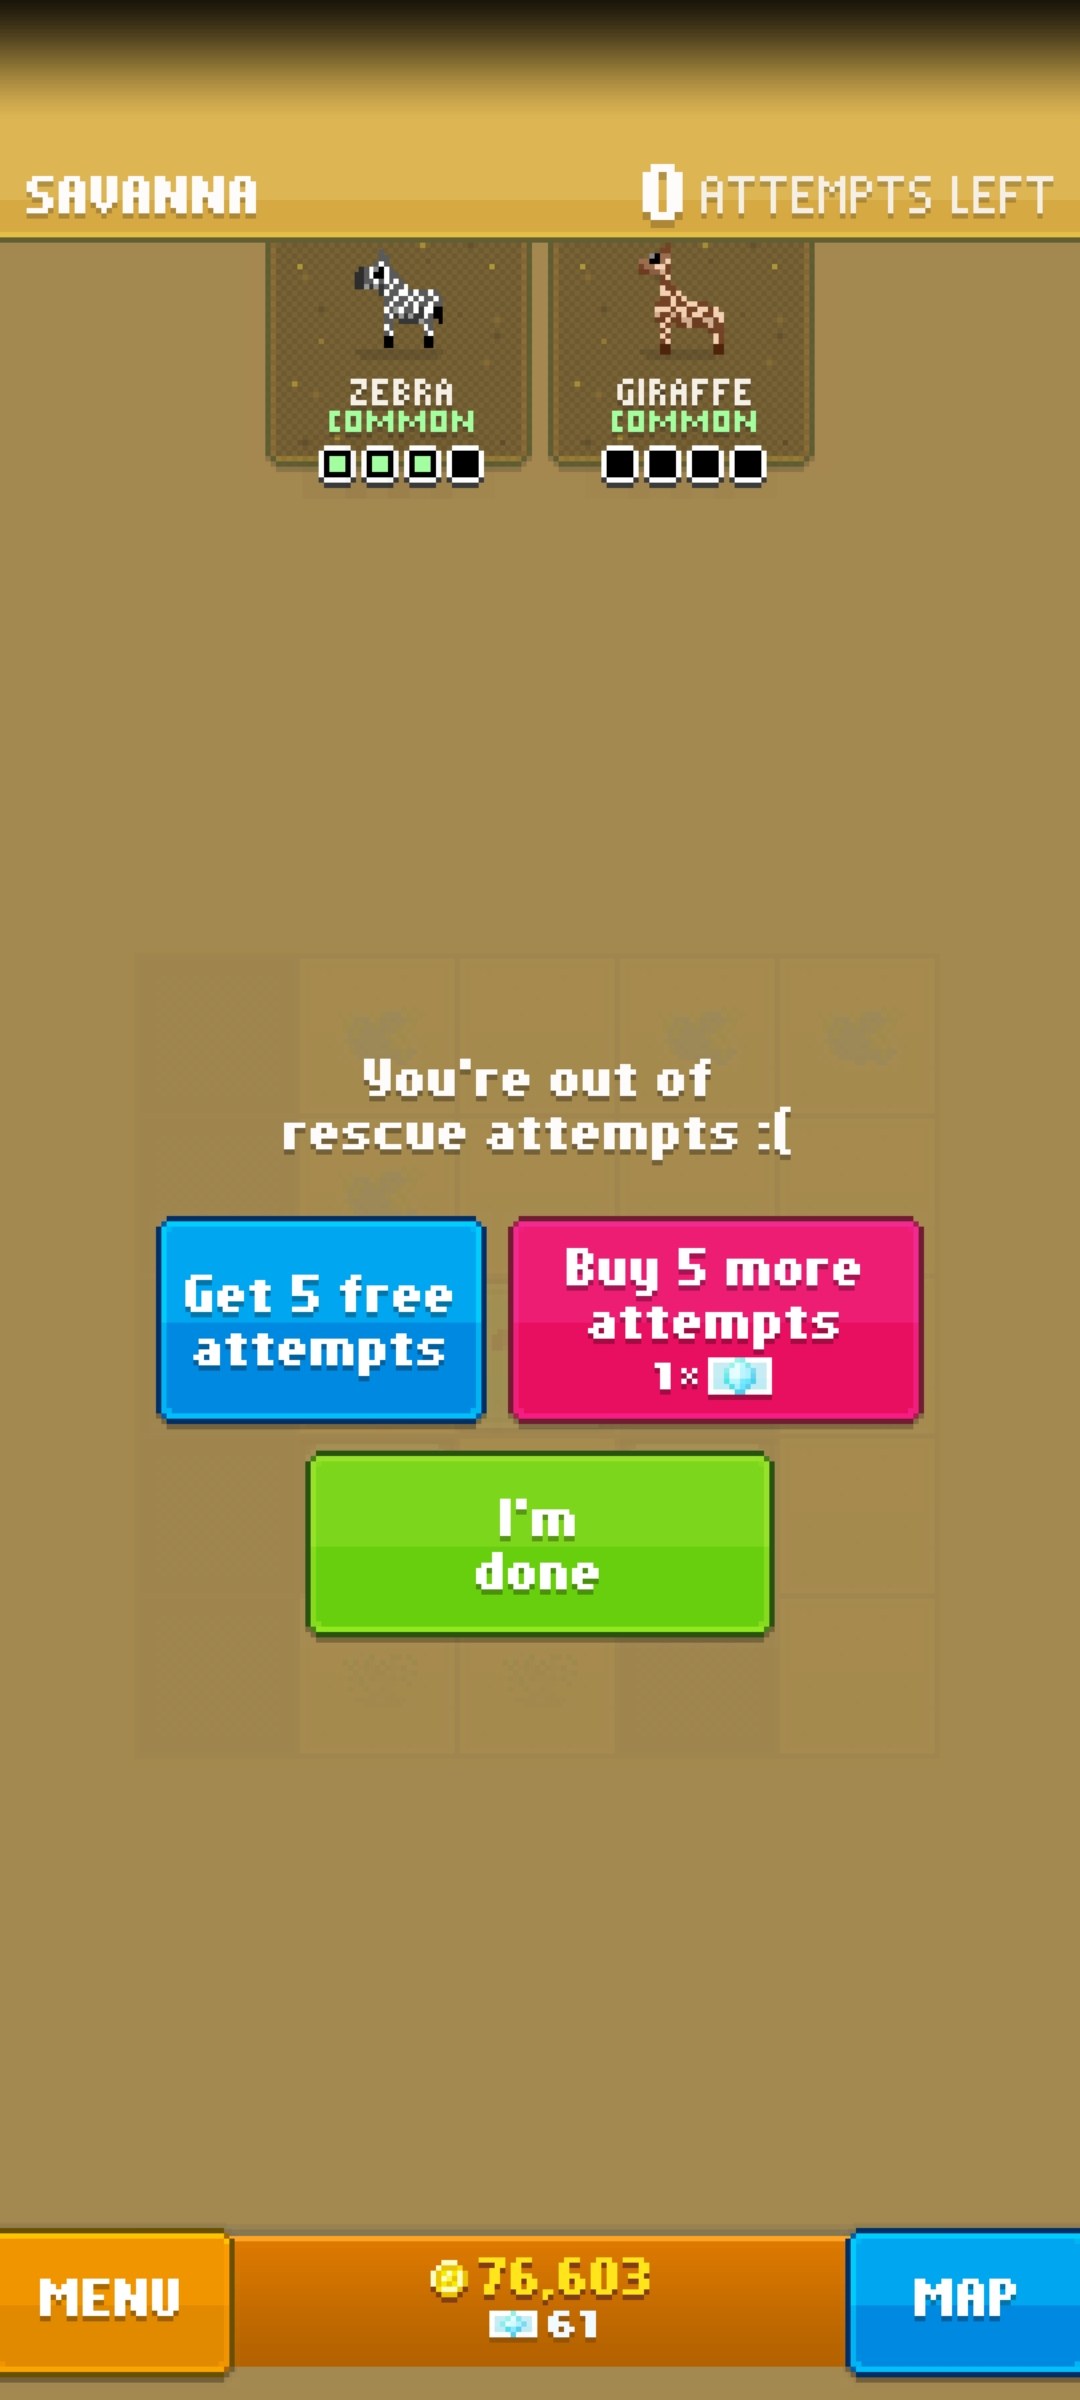 SAVANNA
0 ATTEMPTS LEFT
ZEBRA
COMMON
GIRAFFE
COMMON
You're out of
rescue attempts :(
Get 5 free
attempts
Buy 5 more
attempts
1×
I'm
done
MENU
76,603
61
MAP